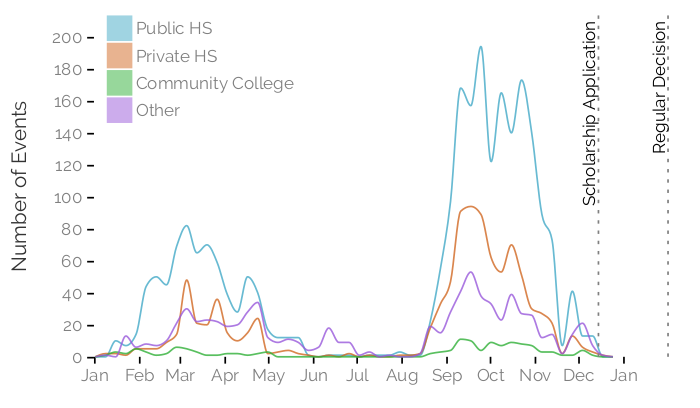 Public HS
Private HS
Community College
Other
Number of Events
200
180
160
140
120
100
80
60
40
20
0
Jan Feb Mar Apr May Jun Jul Aug Sep Oct Nov Dec Jan
Scholarship Application
Regular Decision